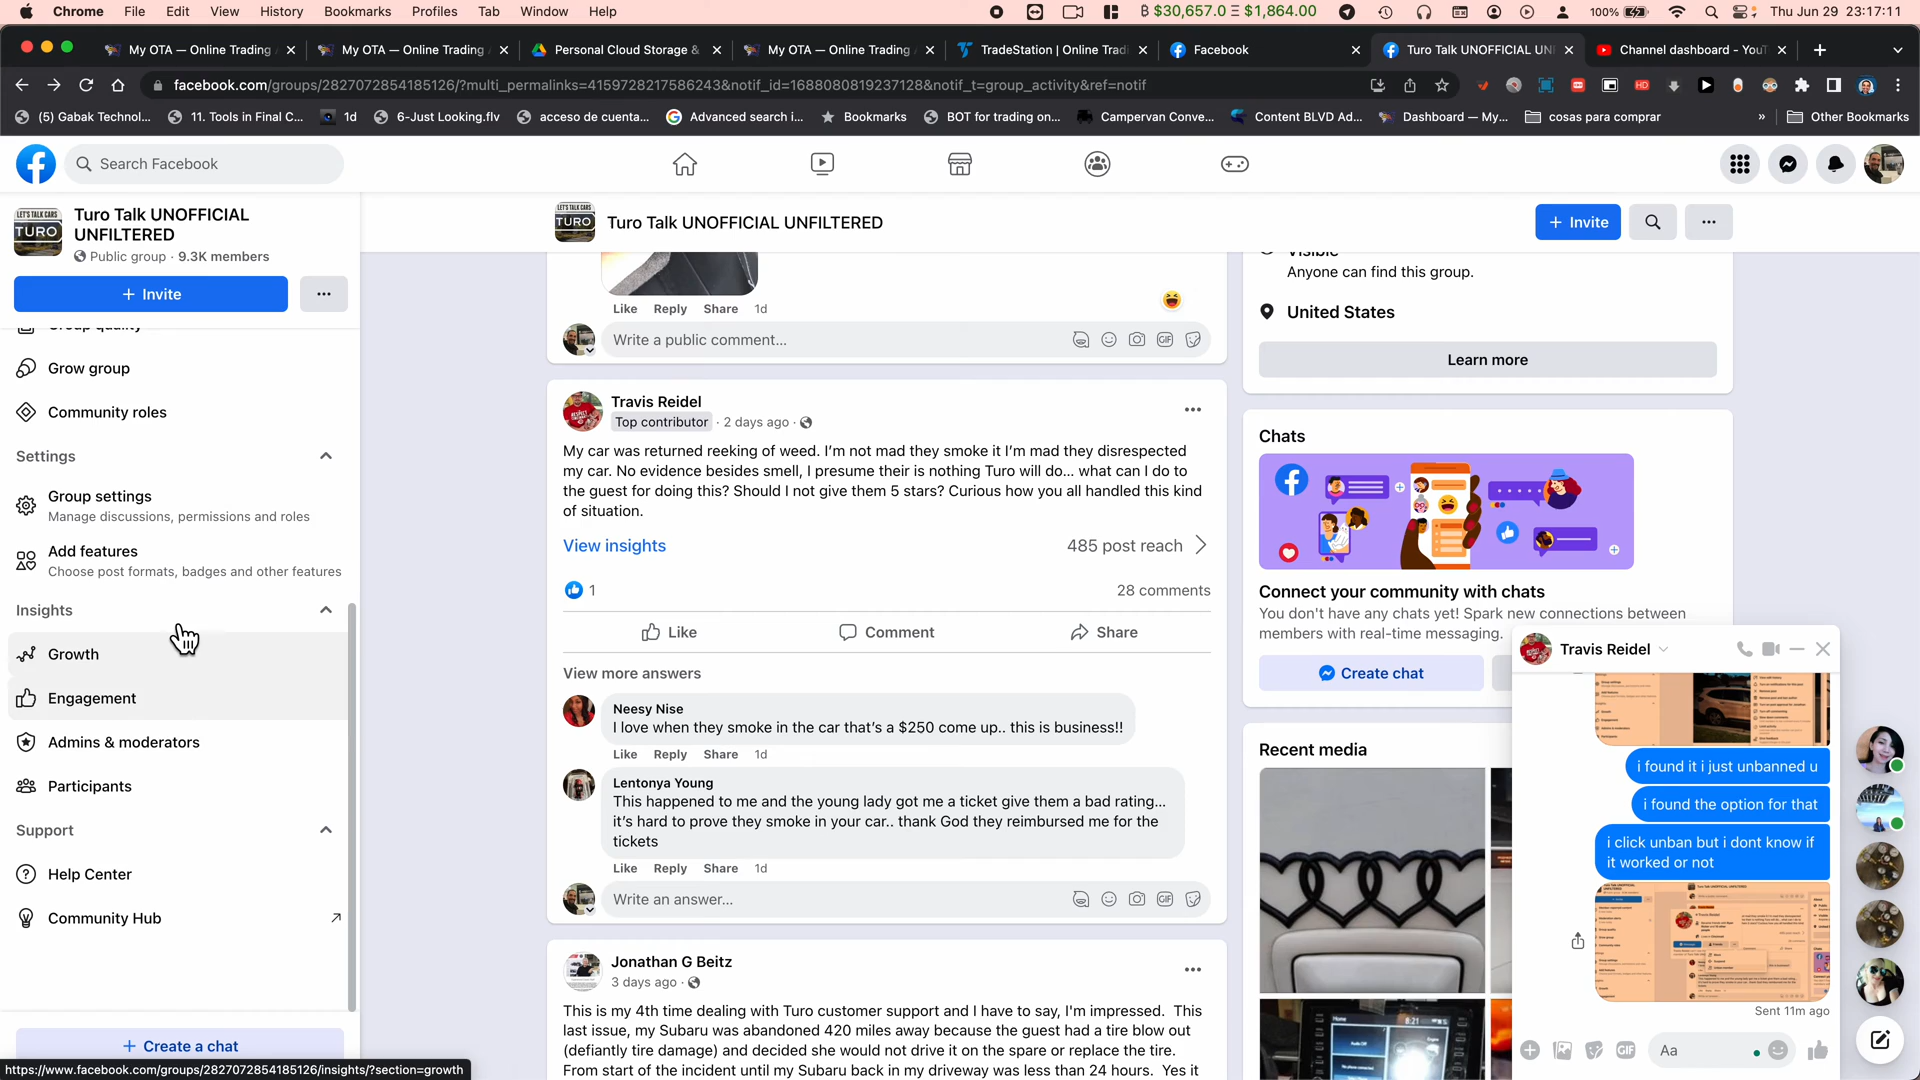 Chrome File Edit View History Bookmarks Profiles Tab Window Help
฿ $30,657.0 Ξ $1,864.00
100%
Thu Jun 29 23:17:11
My OTA — Online Trading
My OTA — Online Trading
Personal Cloud Storage &
My OTA — Online Trading
TradeStation | Online Tradi
Facebook
Turo Talk UNOFFICIAL UN
Channel dashboard - YouT
facebook.com/groups/2827072854185126/?multi_permalinks=4159728217586243&notif_id=1688080819237128&notif_t=group_activity&ref=notif
(5) Gabak Technol...
11. Tools in Final C...
1d
6-Just Looking.flv
acceso de cuenta...
Advanced search i...
Bookmarks
BOT for trading on...
Campervan Conve...
Content BLVD Ad...
Dashboard — My...
cosas para comprar
»
Other Bookmarks
Search Facebook
LET'S TALK CARS
TURO
Turo Talk UNOFFICIAL
UNFILTERED
Public group · 9.3K members
+ Invite
Group quality
Grow group
Community roles
Settings
Group settings
Manage discussions, permissions and roles
Add features
Choose post formats, badges and other features
Insights
Growth
Engagement
Admins & moderators
Participants
Support
Help Center
Community Hub
+ Create a chat
https://www.facebook.com/groups/2827072854185126/insights/?section=growth
LET'S TALK CARS
TURO
Turo Talk UNOFFICIAL UNFILTERED
+ Invite
Like Reply Share 1d
Write a public comment...
GIF
Travis Reidel
Top contributor · 2 days ago ·
My car was returned reeking of weed. I'm not mad they smoke it I'm mad they disrespected
my car. No evidence besides smell, I presume their is nothing Turo will do... what can I do to
the guest for doing this? Should I not give them 5 stars? Curious how you all handled this kind
of situation.
View insights
485 post reach
1
28 comments
Like
Comment
Share
View more answers
Neesy Nise
I love when they smoke in the car that's a $250 come up.. this is business!!
Like Reply Share 1d
Lentonya Young
This happened to me and the young lady got me a ticket give them a bad rating...
it's hard to prove they smoke in your car.. thank God they reimbursed me for the
tickets
Like Reply Share 1d
Write an answer...
GIF
Jonathan G Beitz
3 days ago ·
This is my 4th time dealing with Turo customer support and I have to say, I'm impressed. This
last issue, my Subaru was abandoned 420 miles away because the guest had a tire blow out
(defiantly tire damage) and decided she would not drive it on the spare or replace the tire.
From start of the incident until my Subaru back in my driveway was less than 24 hours. Yes it
Visible
Anyone can find this group.
United States
Learn more
Chats
Connect your community with chats
You don't have any chats yet! Spark new connections between
members with real-time messaging.
Create chat
Recent media
Travis Reidel
i found it i just unbanned u
i found the option for that
i click unban but i dont know if
it worked or not
Sent 11m ago
GIF
Aa